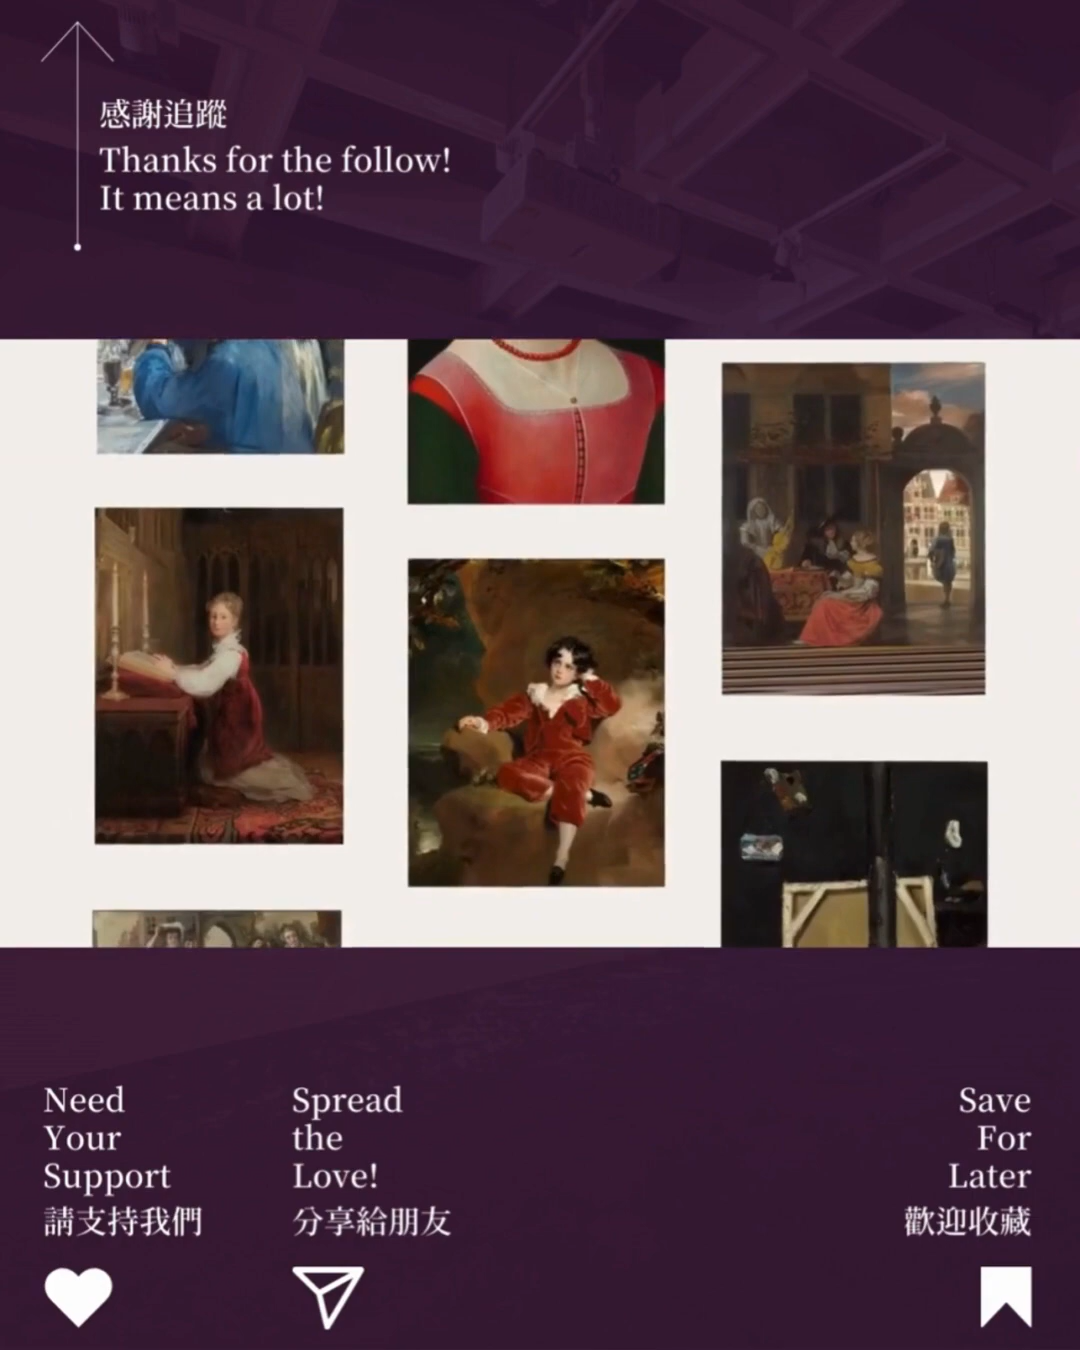 感謝追蹤
Thanks for the follow!
It means a lot!
Need
Your
Support
請支持我們
Spread
the
Love!
分享給朋友
Save
For
Later
歡迎收藏